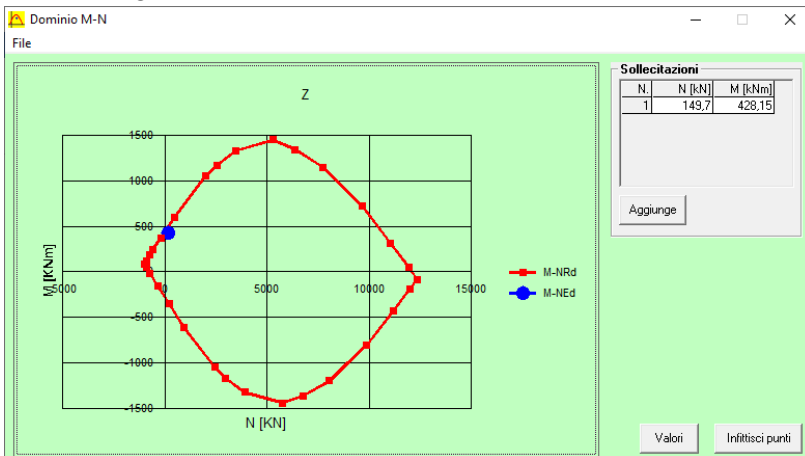 Dominio M-N
File
Z
1500
1000
500
-5000
0
5000
10000
15000
-500
-1000
-1500
M [KNm]
N [KN]
M-NRd
M-NEd
Sollecitazioni
N. N [kN] M [kNm]
1 149,7 428,15
Aggiunge
Valori
Infittisci punti